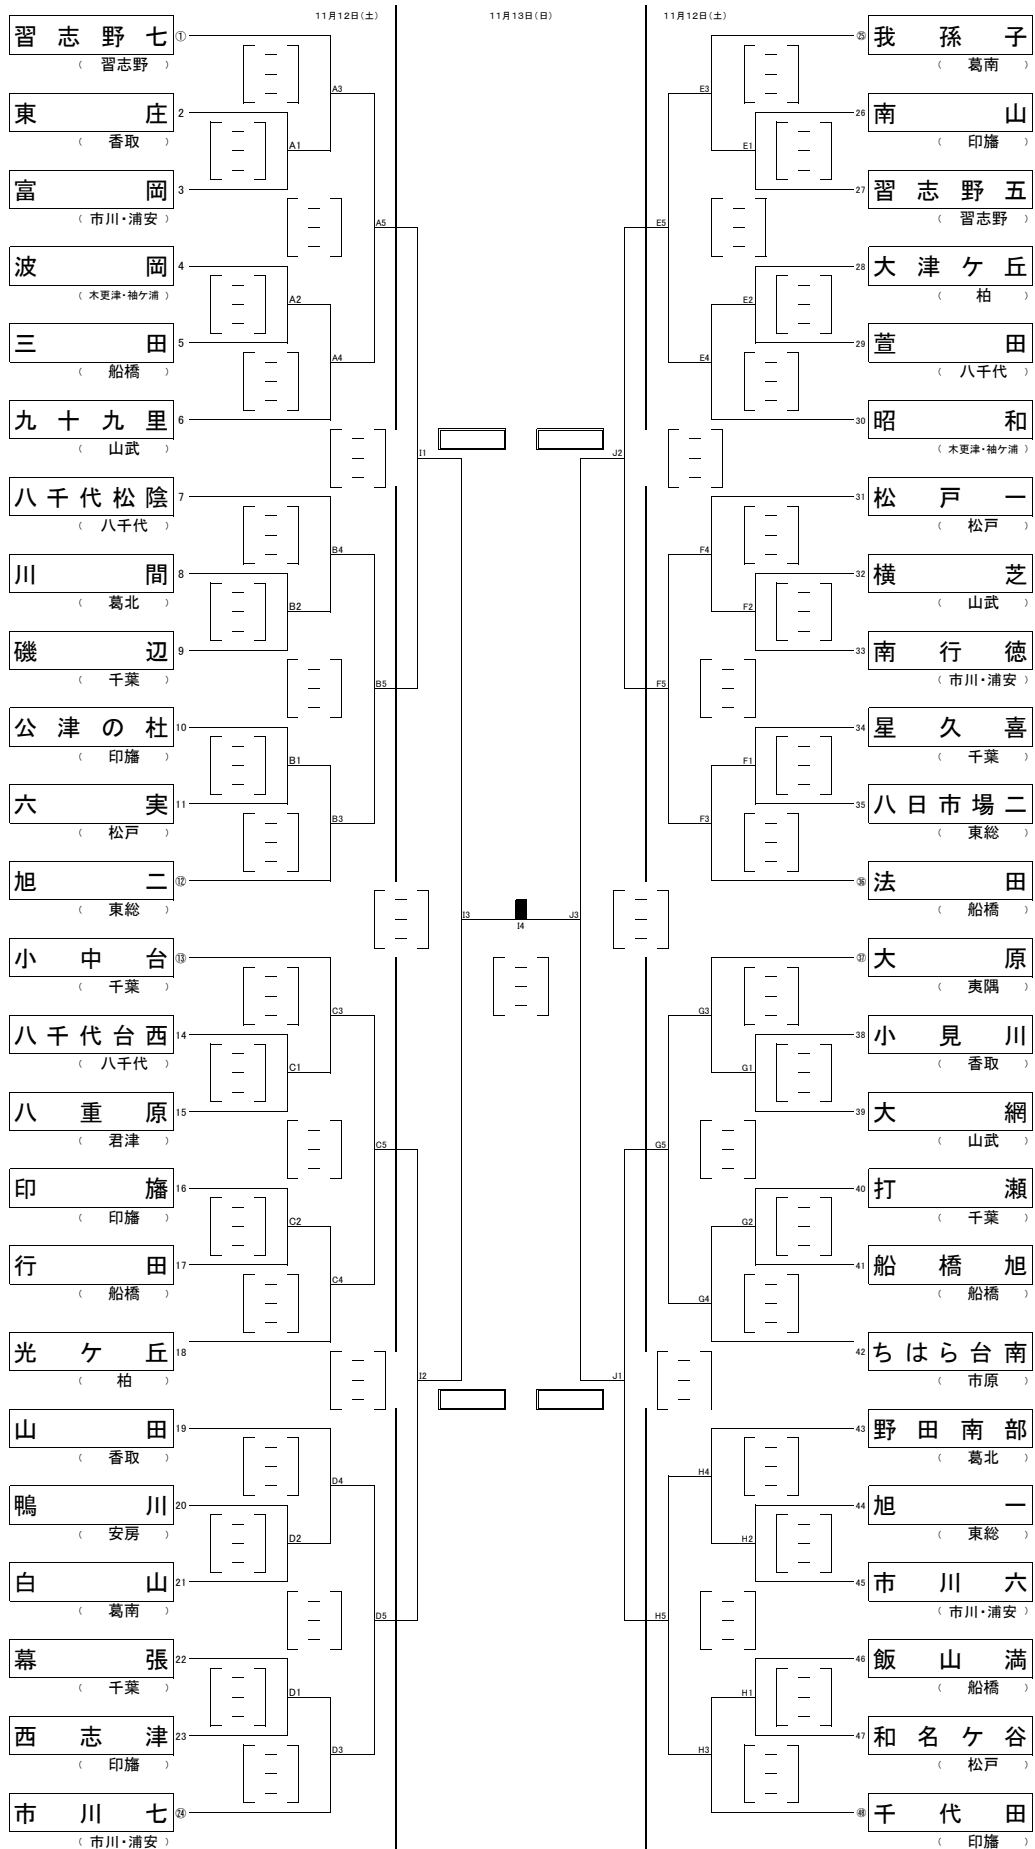 11月12日(土)
11月13日(日)
11月12日(土)
習志野七 ①
(習志野)
A3
東庄 2
(香取)
A1
富岡 3
(市川・浦安)
A5
波岡 4
(木更津・袖ケ浦)
A2
三田 5
(船橋)
A4
九十九里 6
(山武)
I1
八千代松陰 7
(八千代)
B4
川間 8
(葛北)
B2
磯辺 9
(千葉)
B5
公津の杜 10
(印旛)
B1
六実 11
(松戸)
B3
旭二 ⑫
(東総)
I3
小中台 ⑬
(千葉)
C3
八千代台西 14
(八千代)
C1
八重原 15
(君津)
C5
印旛 16
(印旛)
C2
行田 17
(船橋)
C4
光ケ丘 18
(柏)
I2
山田 19
(香取)
D4
鴨川 20
(安房)
D2
白山 21
(葛南)
D5
幕張 22
(千葉)
D1
西志津 23
(印旛)
D3
市川七 ㉔
(市川・浦安)
I4
㉕ 我孫子
(葛南)
E3
26 南山
(印旛)
E1
27 習志野五
(習志野)
E5
28 大津ケ丘
(柏)
E2
29 萱田
(八千代)
E4
30 昭和
(木更津・袖ケ浦)
J2
31 松戸一
(松戸)
F4
32 横芝
(山武)
F2
33 南行徳
(市川・浦安)
F5
34 星久喜
(千葉)
F1
35 八日市場二
(東総)
F3
㊱ 法田
(船橋)
J3
㊲ 大原
(夷隅)
G3
38 小見川
(香取)
G1
39 大網
(山武)
G5
40 打瀬
(千葉)
G2
41 船橋旭
(船橋)
G4
42 ちはら台南
(市原)
J1
43 野田南部
(葛北)
H4
44 旭一
(東総)
H2
45 市川六
(市川・浦安)
H5
46 飯山満
(船橋)
H1
47 和名ケ谷
(松戸)
H3
㊽ 千代田
(印旛)